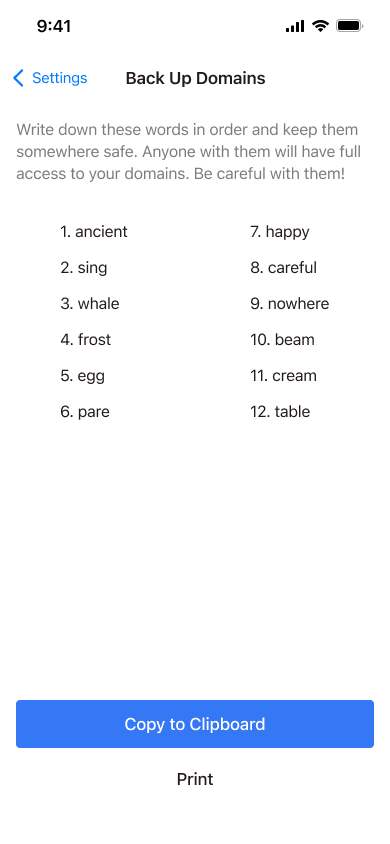 9:41
Settings
Back Up Domains
Write down these words in order and keep them
somewhere safe. Anyone with them will have full
access to your domains. Be careful with them!
1. ancient
2. sing
3. whale
4. frost
5. egg
6. pare
7. happy
8. careful
9. nowhere
10. beam
11. cream
12. table
Copy to Clipboard
Print